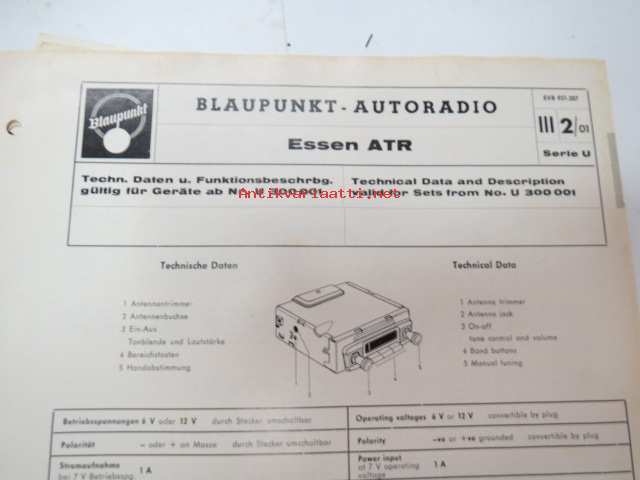 Blaupunkt
BLAUPUNKT - AUTORADIO
Essen ATR
III 2/01
Serie U
Techn. Daten u. Funktionsbeschrbg.
gültig für Geräte ab No. U 300 001
Technical Data and Description
valid for Sets from No. U 300 001
Antikvariaatti.net
Technische Daten
1 Antennentrimmer
2 Antennenbuchse
3 Ein-Aus
Tonblende und Lautstärke
4 Bereichstasten
5 Handabstimmung
Technical Data
1 Antenna trimmer
2 Antenna jack
3 On-off
tone control and volume
4 Band buttons
5 Manual tuning
Betriebsspannungen 6 V oder 12 V durch Stecker umschaltbar
Polarität – oder + an Masse durch Stecker umschaltbar
Stromaufnahme
bei 7 V Betriebsspg. 1 A
Operating voltages 6 V or 12 V convertible by plug
Polarity –ve or +ve grounded convertible by plug
Power input
at 7 V operating 1 A
voltage